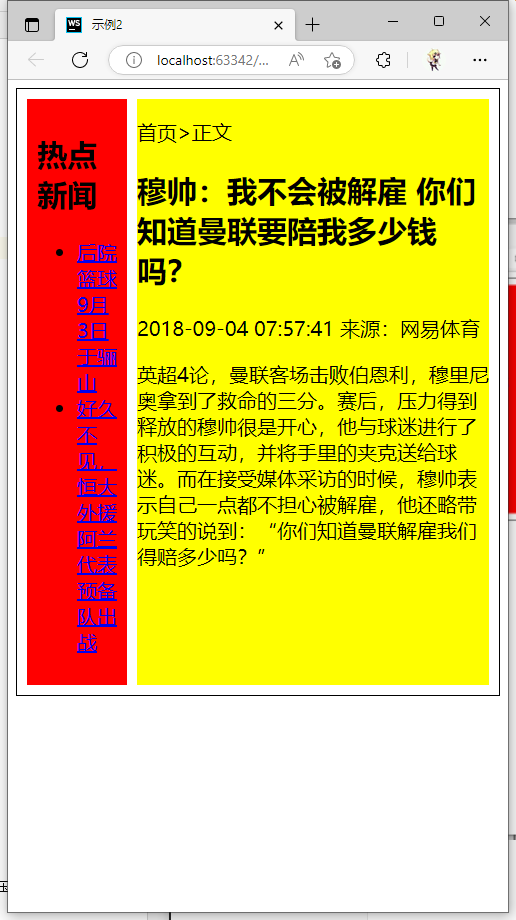 WS
示例2
localhost:63342/...
热点
新闻
后院
篮球
9月
3日
于骊
山
好久
不
见,
恒大
外援
阿兰
代表
预备
队出
战
首页>正文
穆帅：我不会被解雇 你们
知道曼联要陪我多少钱
吗？
2018-09-04 07:57:41 来源：网易体育
英超4论，曼联客场击败伯恩利，穆里尼
奥拿到了救命的三分。赛后，压力得到
释放的穆帅很是开心，他与球迷进行了
积极的互动，并将手里的夹克送给球
迷。而在接受媒体采访的时候，穆帅表
示自己一点都不担心被解雇，他还略带
玩笑的说到：“你们知道曼联解雇我们
得赔多少吗？”